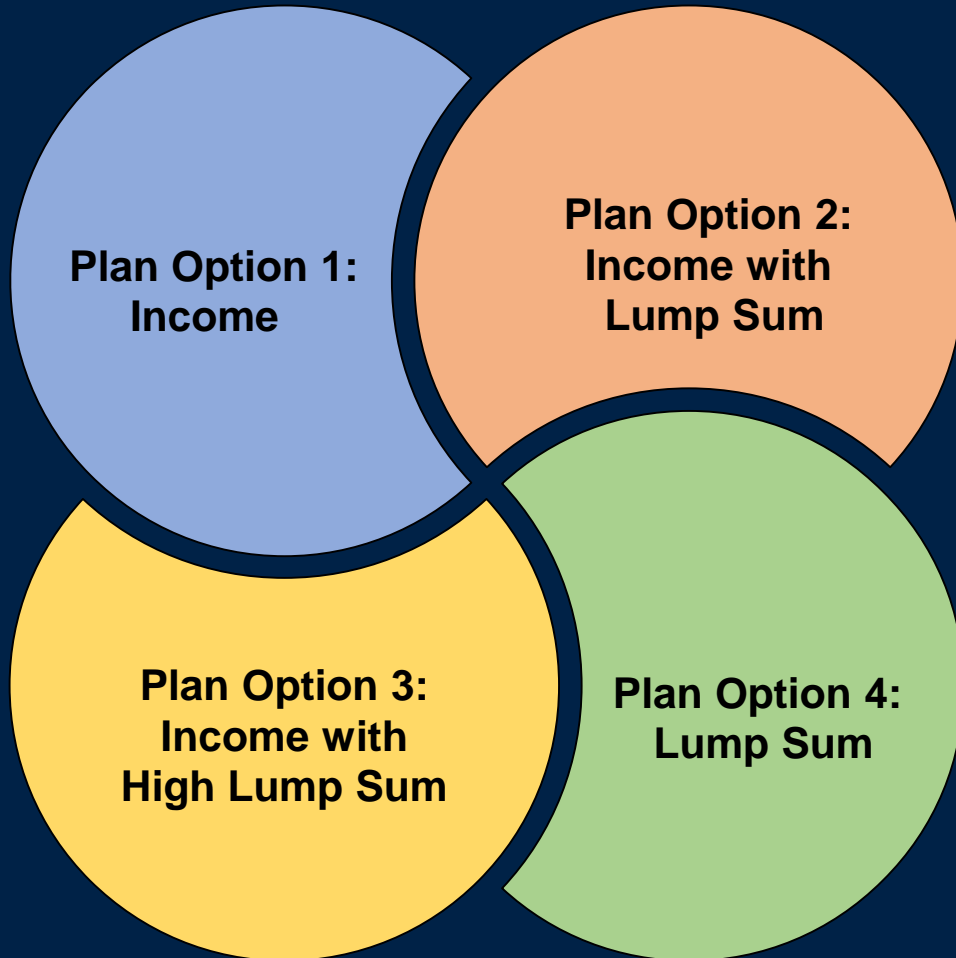 Plan Option 1:
Income
Plan Option 2:
Income with
Lump Sum
Plan Option 3:
Income with
High Lump Sum
Plan Option 4:
Lump Sum